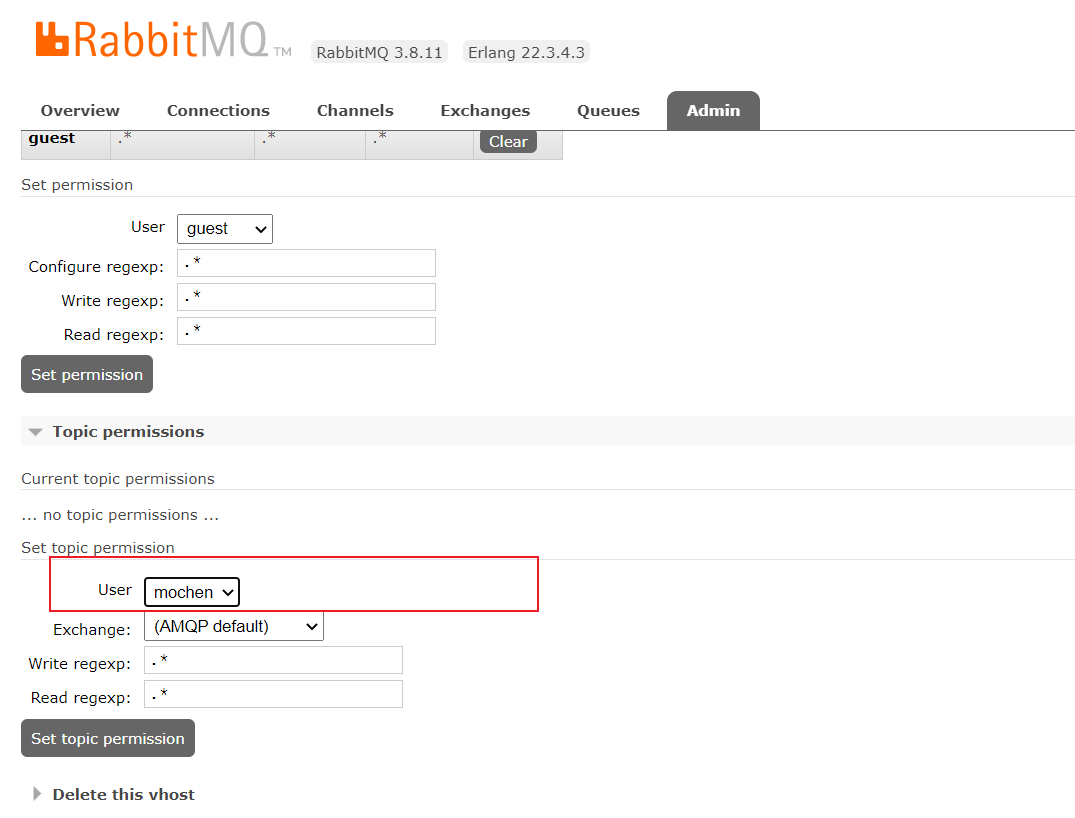 RabbitMQ TM RabbitMQ 3.8.11 Erlang 22.3.4.3
Overview Connections Channels Exchanges Queues Admin
guest .* .* .* Clear
Set permission
User guest
Configure regexp: .*
Write regexp: .*
Read regexp: .*
Set permission
Topic permissions
Current topic permissions
... no topic permissions ...
Set topic permission
User mochen
Exchange: (AMQP default)
Write regexp: .*
Read regexp: .*
Set topic permission
Delete this vhost